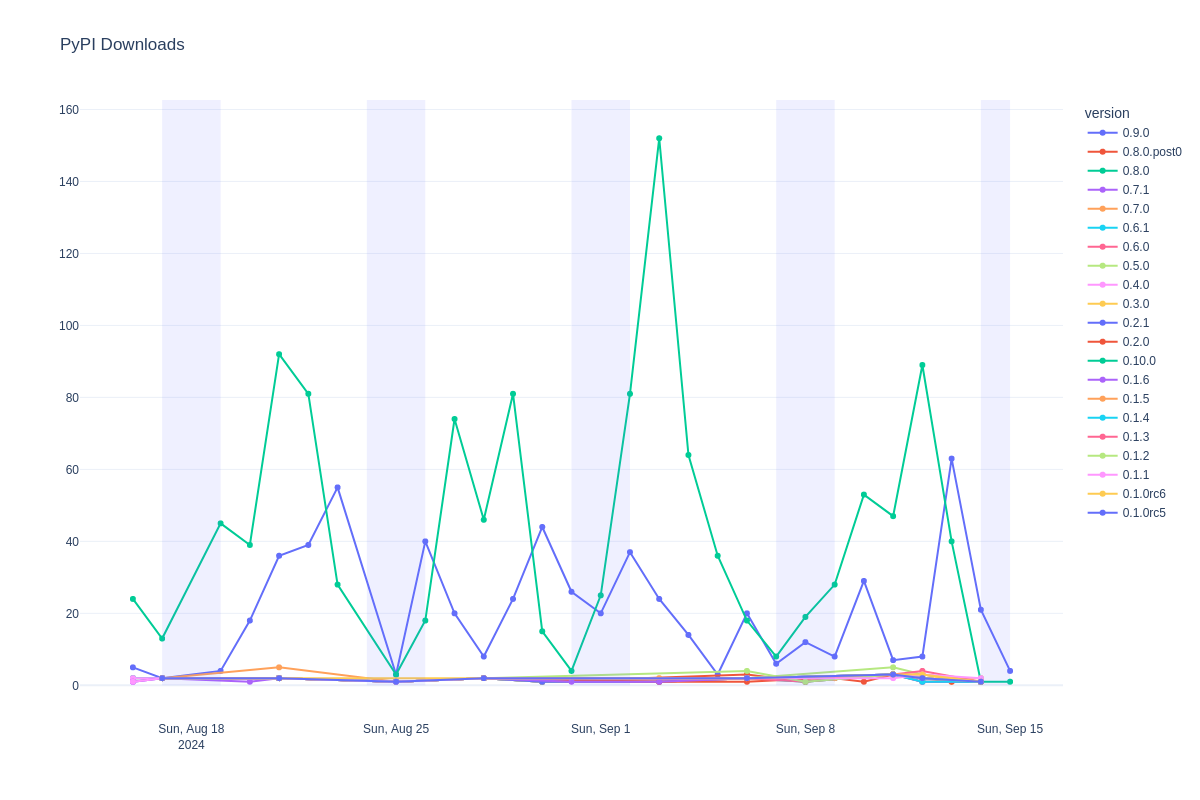 PyPI Downloads
160
140
120
100
80
60
40
20
0
Sun, Aug 18
2024
Sun, Aug 25
Sun, Sep 1
Sun, Sep 8
Sun, Sep 15
version
0.9.0
0.8.0.post0
0.8.0
0.7.1
0.7.0
0.6.1
0.6.0
0.5.0
0.4.0
0.3.0
0.2.1
0.2.0
0.10.0
0.1.6
0.1.5
0.1.4
0.1.3
0.1.2
0.1.1
0.1.0rc6
0.1.0rc5